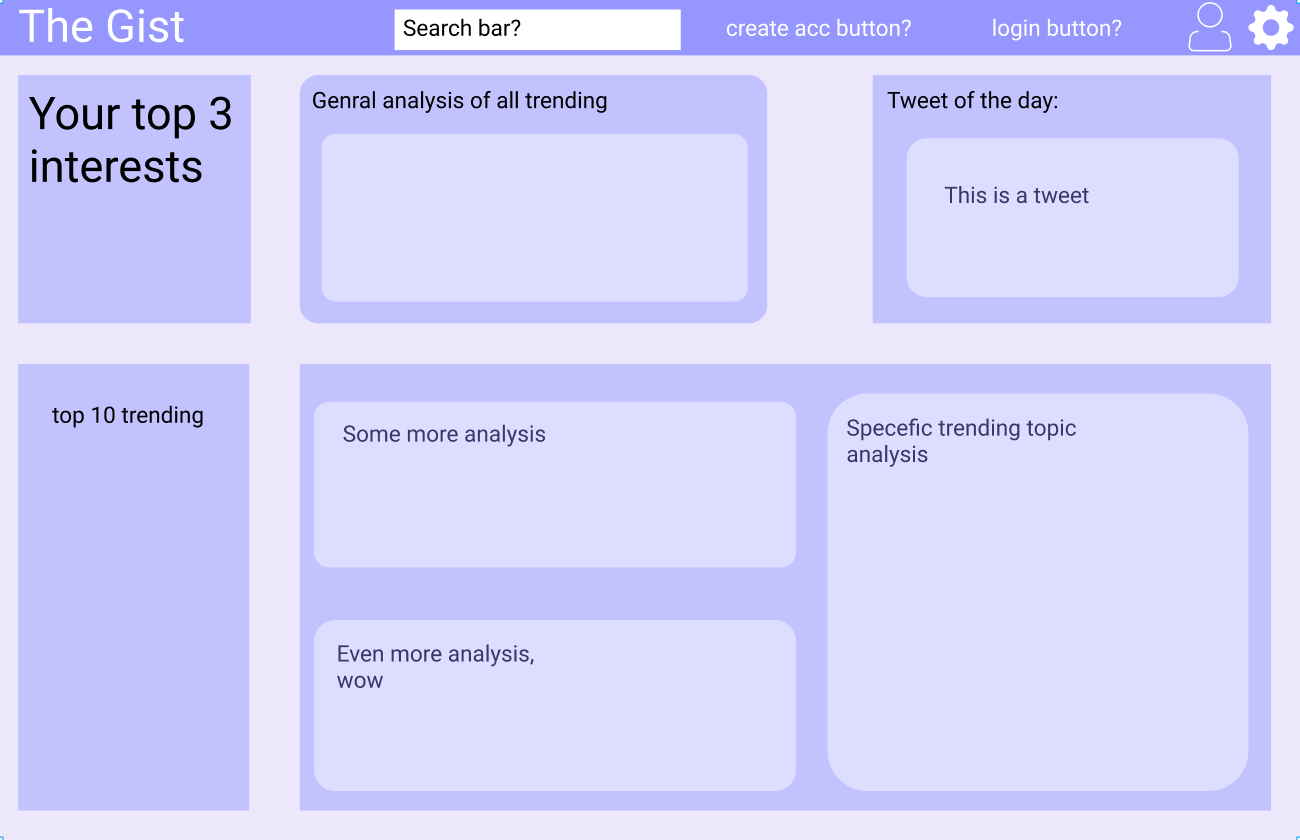 The Gist
Search bar?
create acc button?
login button?
Your top 3
interests
Genral analysis of all trending
Tweet of the day:
This is a tweet
top 10 trending
Some more analysis
Specefic trending topic
analysis
Even more analysis,
wow